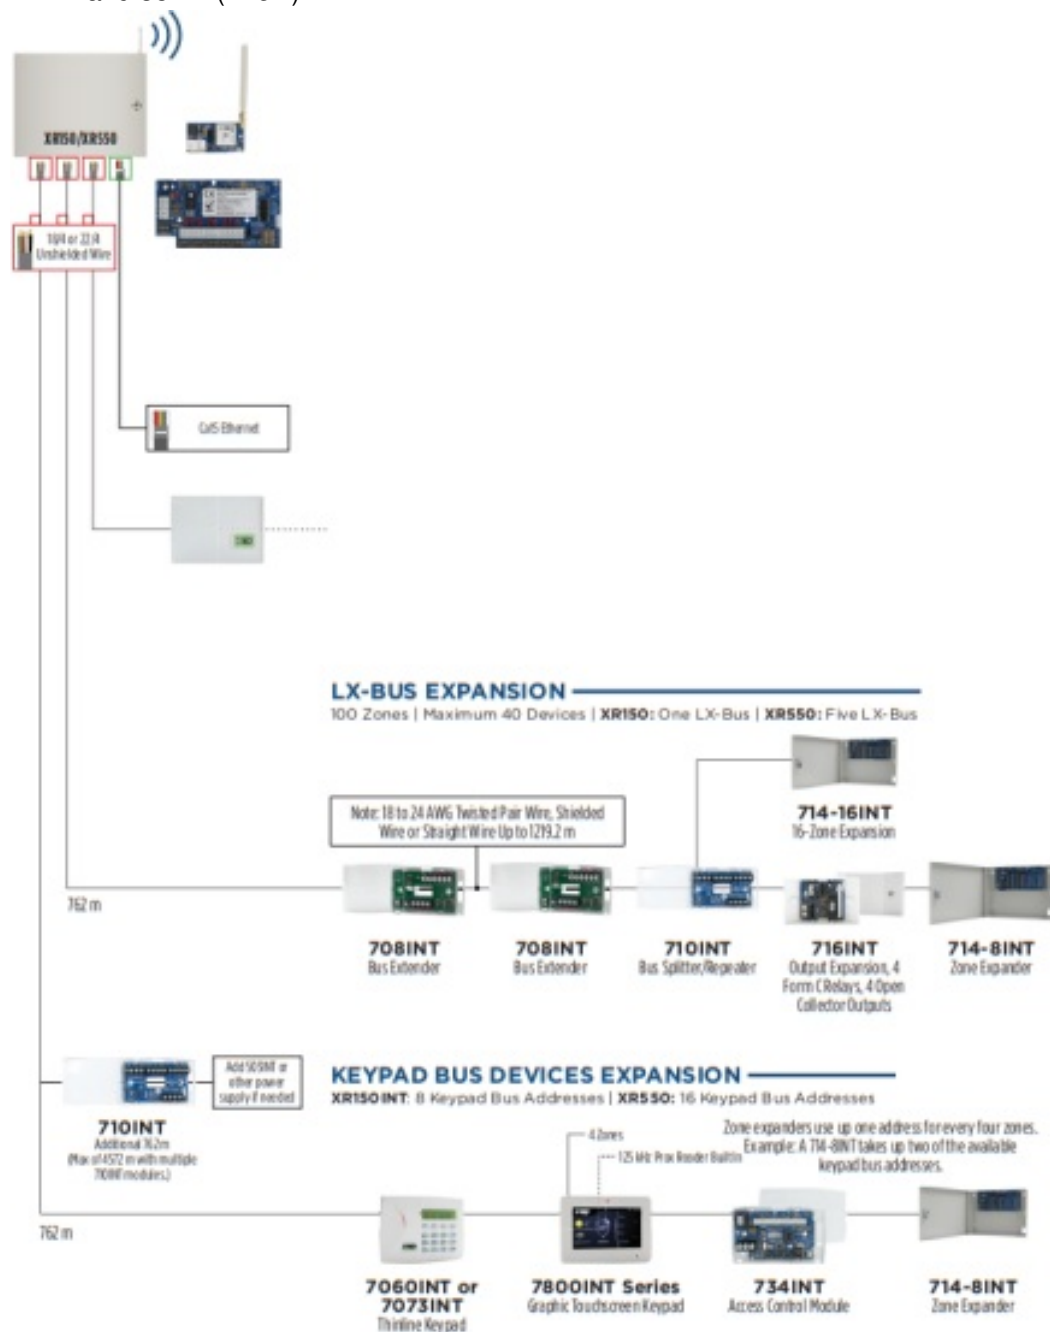 XR150/XR550
18/4 or 22/4
Unshielded Wire
Cat5 Ethernet
LX-BUS EXPANSION
100 Zones | Maximum 40 Devices | XR150: One LX-Bus | XR550: Five LX-Bus
714-16INT
16-Zone Expansion
Note: 18 to 24 AWG Twisted Pair Wire, Shielded
Wire or Straight Wire Up to 1219.2 m
762 m
708INT
Bus Extender
708INT
Bus Extender
710INT
Bus Splitter/Repeater
716INT
Output Expansion, 4
Form C Relays, 4 Open
Collector Outputs
714-8INT
Zone Expander
Add 505INT or
other power
supply if needed
710INT
Additional 762 m
(Max of 4572 m with multiple
710INT modules.)
KEYPAD BUS DEVICES EXPANSION
XR150INT: 8 Keypad Bus Addresses | XR550: 16 Keypad Bus Addresses
4 Zones
125 kHz Prox Reader Built In
Zone expanders use up one address for every four zones.
Example: A 714-8INT takes up two of the available
keypad bus addresses.
762 m
7060INT or
7073INT
Thinline Keypad
7800INT Series
Graphic Touchscreen Keypad
734INT
Access Control Module
714-8INT
Zone Expander